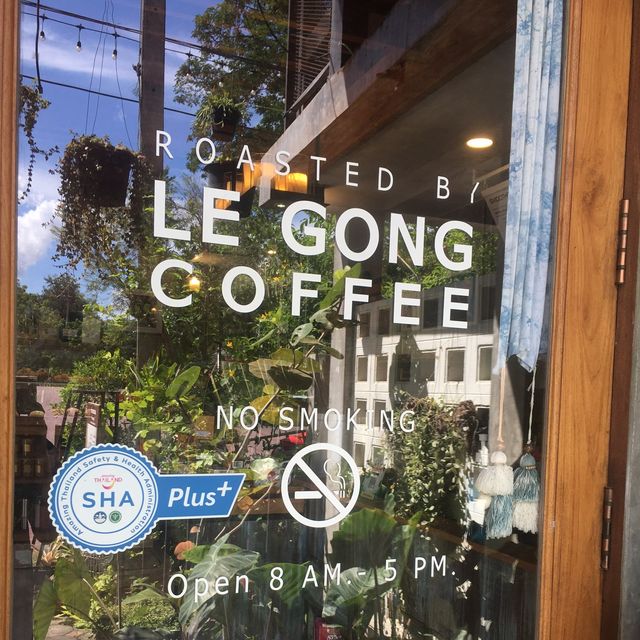 ROASTED BY
LE GONG
COFFEE
NO SMOKING
Amazing Thailand Safety & Health Administration
THAILAND
SHA
Plus+
Open 8 AM.- 5 PM.